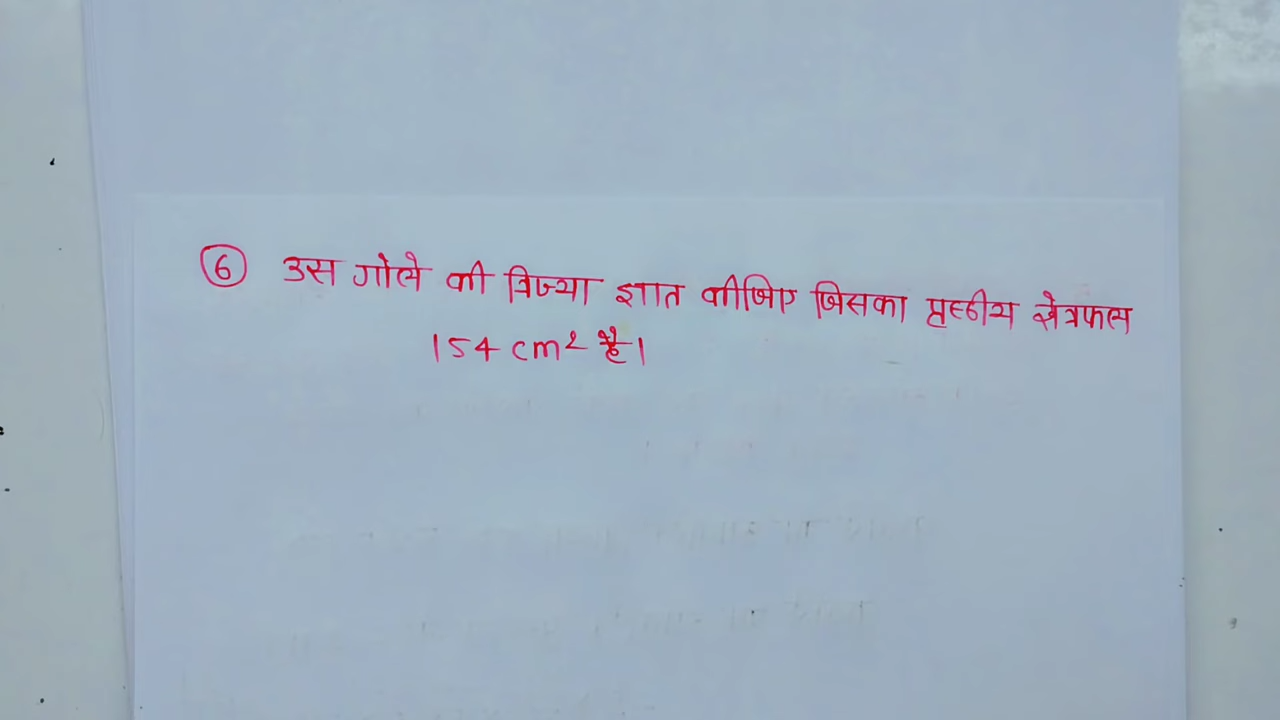 ⑥ उस गोले की त्रिज्या ज्ञात कीजिए जिसका पृष्ठीय क्षेत्रफल
154 cm² है।